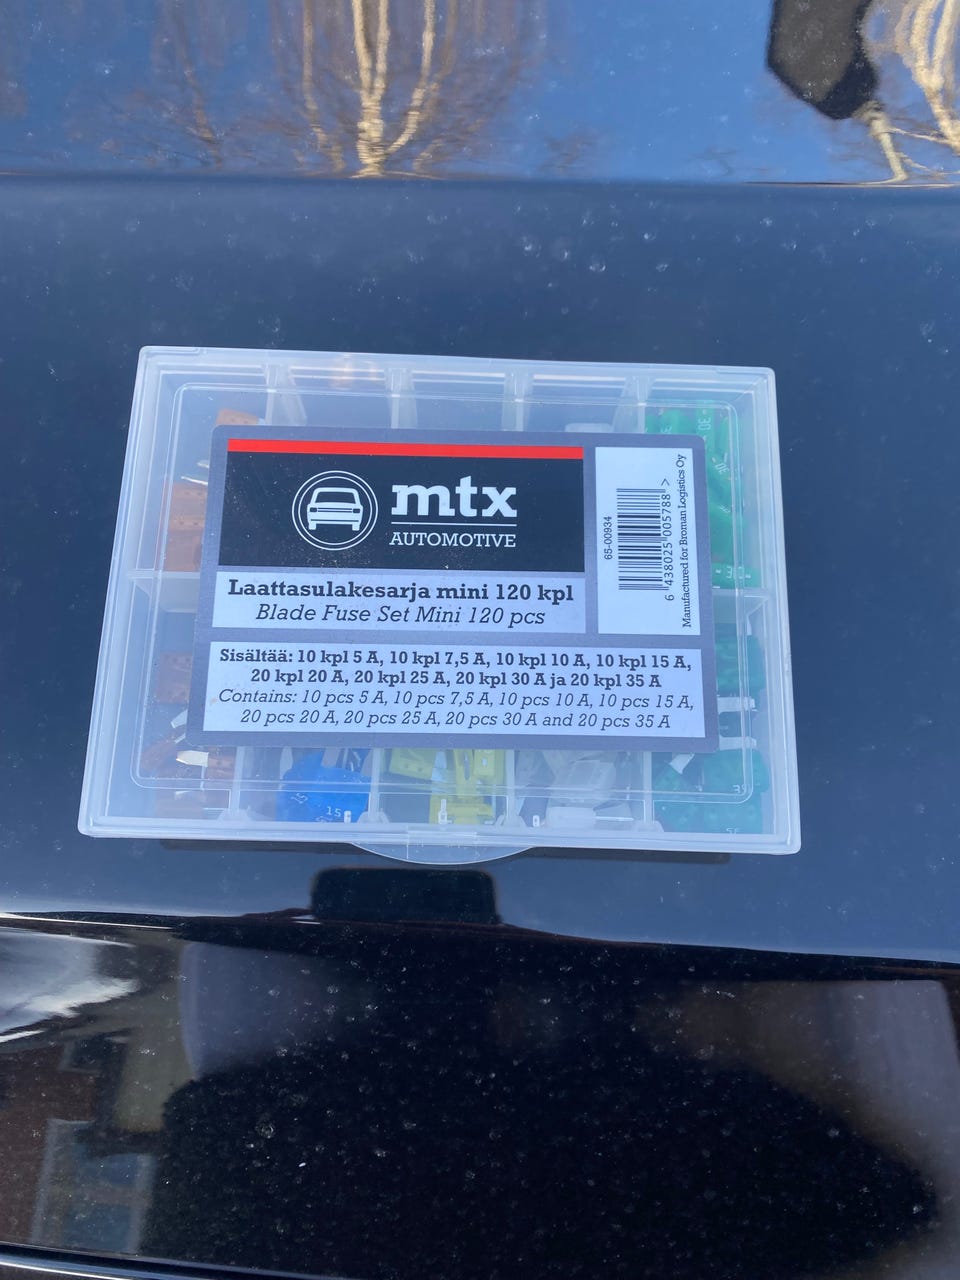 mtx
AUTOMOTIVE
Laattasulakesarja mini 120 kpl
Blade Fuse Set Mini 120 pcs
65-00934
6 438025 005788 >
Manufactured for Broman Logistics Oy
Sisältää: 10 kpl 5 A, 10 kpl 7,5 A, 10 kpl 10 A, 10 kpl 15 A,
20 kpl 20 A, 20 kpl 25 A, 20 kpl 30 A ja 20 kpl 35 A
Contains: 10 pcs 5 A, 10 pcs 7,5 A, 10 pcs 10 A, 10 pcs 15 A,
20 pcs 20 A, 20 pcs 25 A, 20 pcs 30 A and 20 pcs 35 A
30
15
15
35